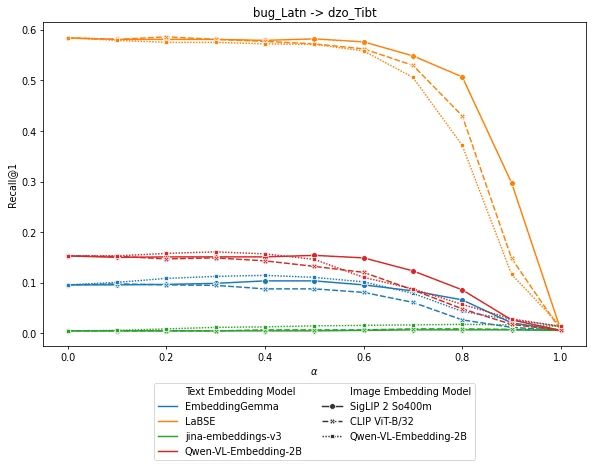 bug_Latn -> dzo_Tibt
0.6
0.5
0.4
0.3
0.2
0.1
0.0
Recall@1
0.0 0.2 0.4 0.6 0.8 1.0
α
Text Embedding Model
EmbeddingGemma
LaBSE
jina-embeddings-v3
Qwen-VL-Embedding-2B
Image Embedding Model
SigLIP 2 So400m
CLIP ViT-B/32
Qwen-VL-Embedding-2B